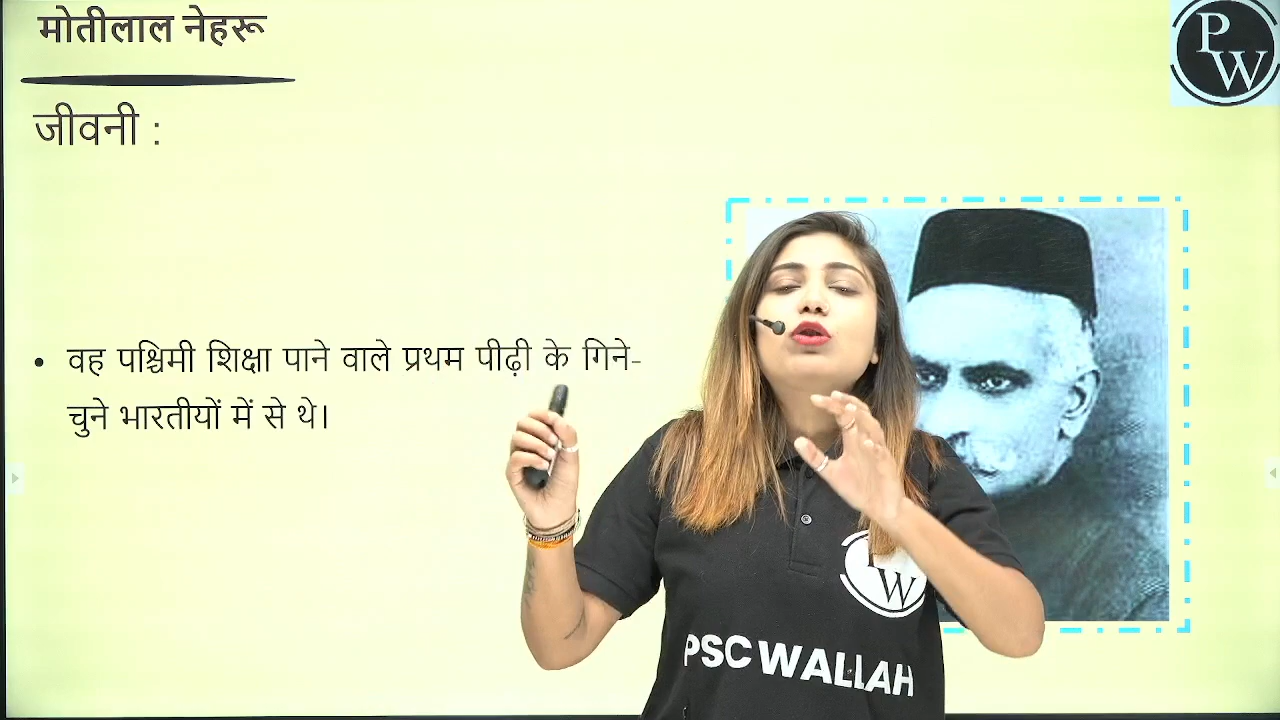 मोतीलाल नेहरू
PW
जीवनी :
• वह पश्चिमी शिक्षा पाने वाले प्रथम पीढ़ी के गिने-
चुने भारतीयों में से थे।
PW
PSC WALLAH